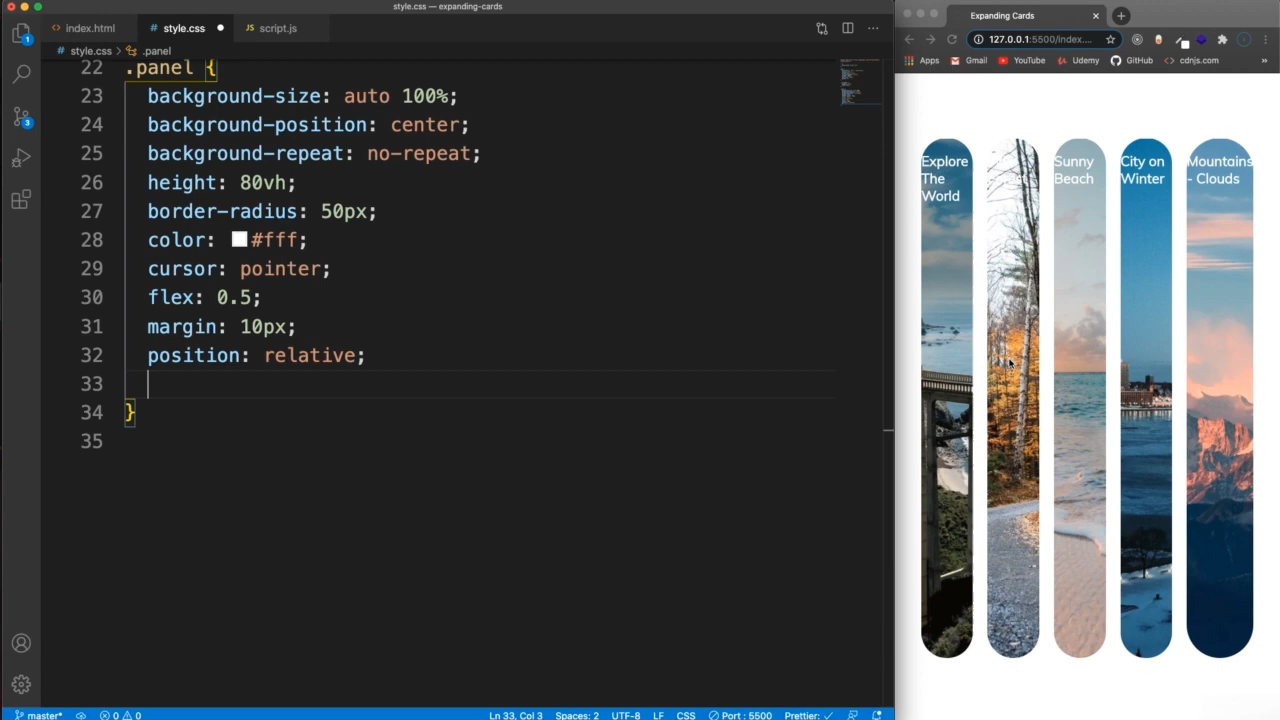 style.css — expanding-cards
index.html
style.css
script.js
style.css > .panel
22 .panel {
23 background-size: auto 100%;
24 background-position: center;
25 background-repeat: no-repeat;
26 height: 80vh;
27 border-radius: 50px;
28 color: #fff;
29 cursor: pointer;
30 flex: 0.5;
31 margin: 10px;
32 position: relative;
33
34 }
35
1
3
master*
0
0
Ln 33, Col 3
Spaces: 2
UTF-8
LF
CSS
Port : 5500
Prettier: ✓
Expanding Cards
127.0.0.1:5500/index....
Apps
Gmail
YouTube
Udemy
GitHub
cdnjs.com
»
Explore
The
World
Sunny
Beach
City on
Winter
Mountains
- Clouds